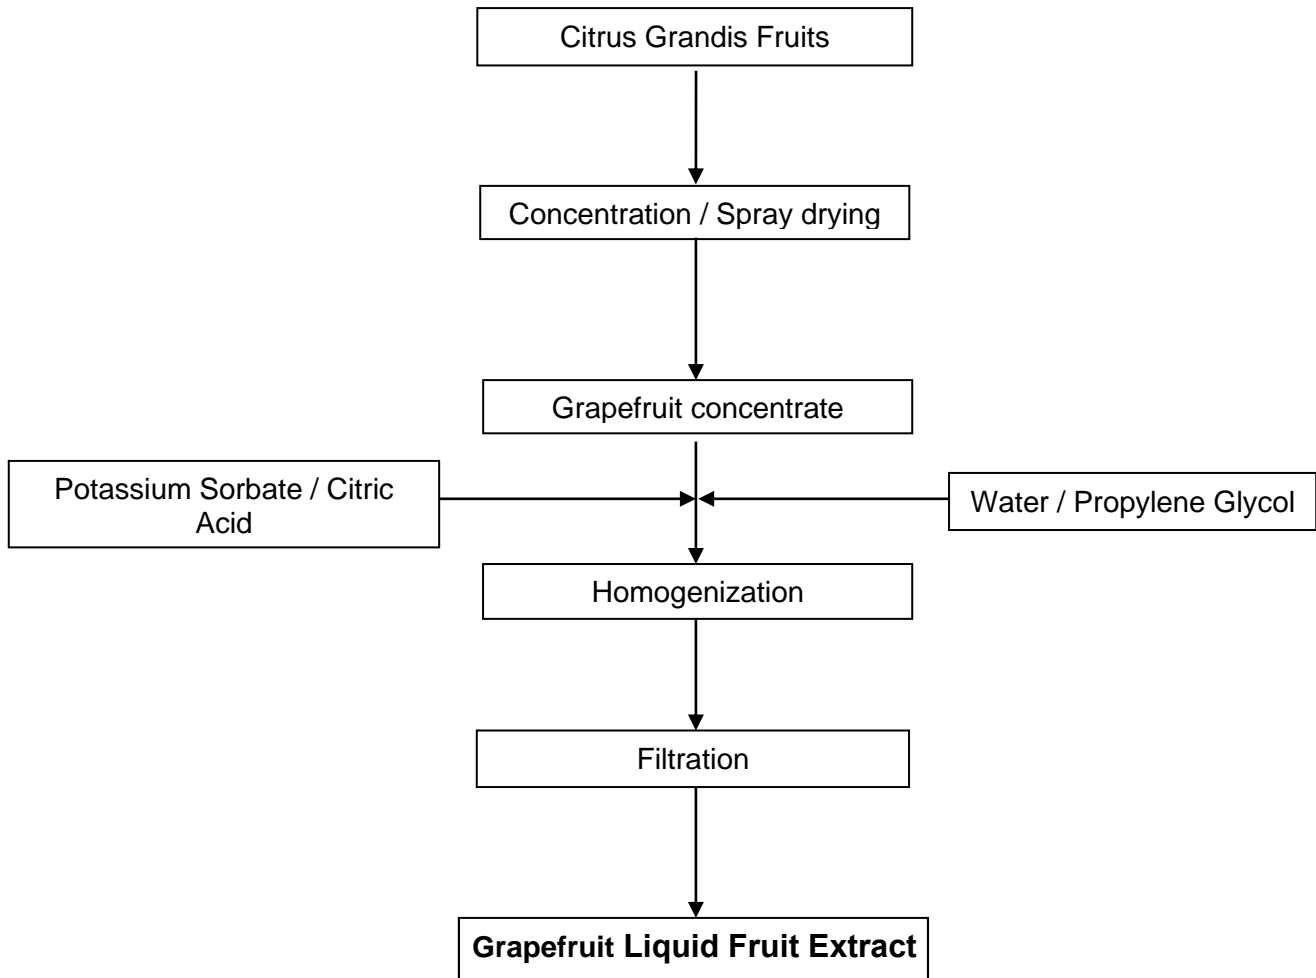 Citrus Grandis Fruits
Concentration / Spray drying
Grapefruit concentrate
Potassium Sorbate / Citric
Acid
Water / Propylene Glycol
Homogenization
Filtration
Grapefruit Liquid Fruit Extract